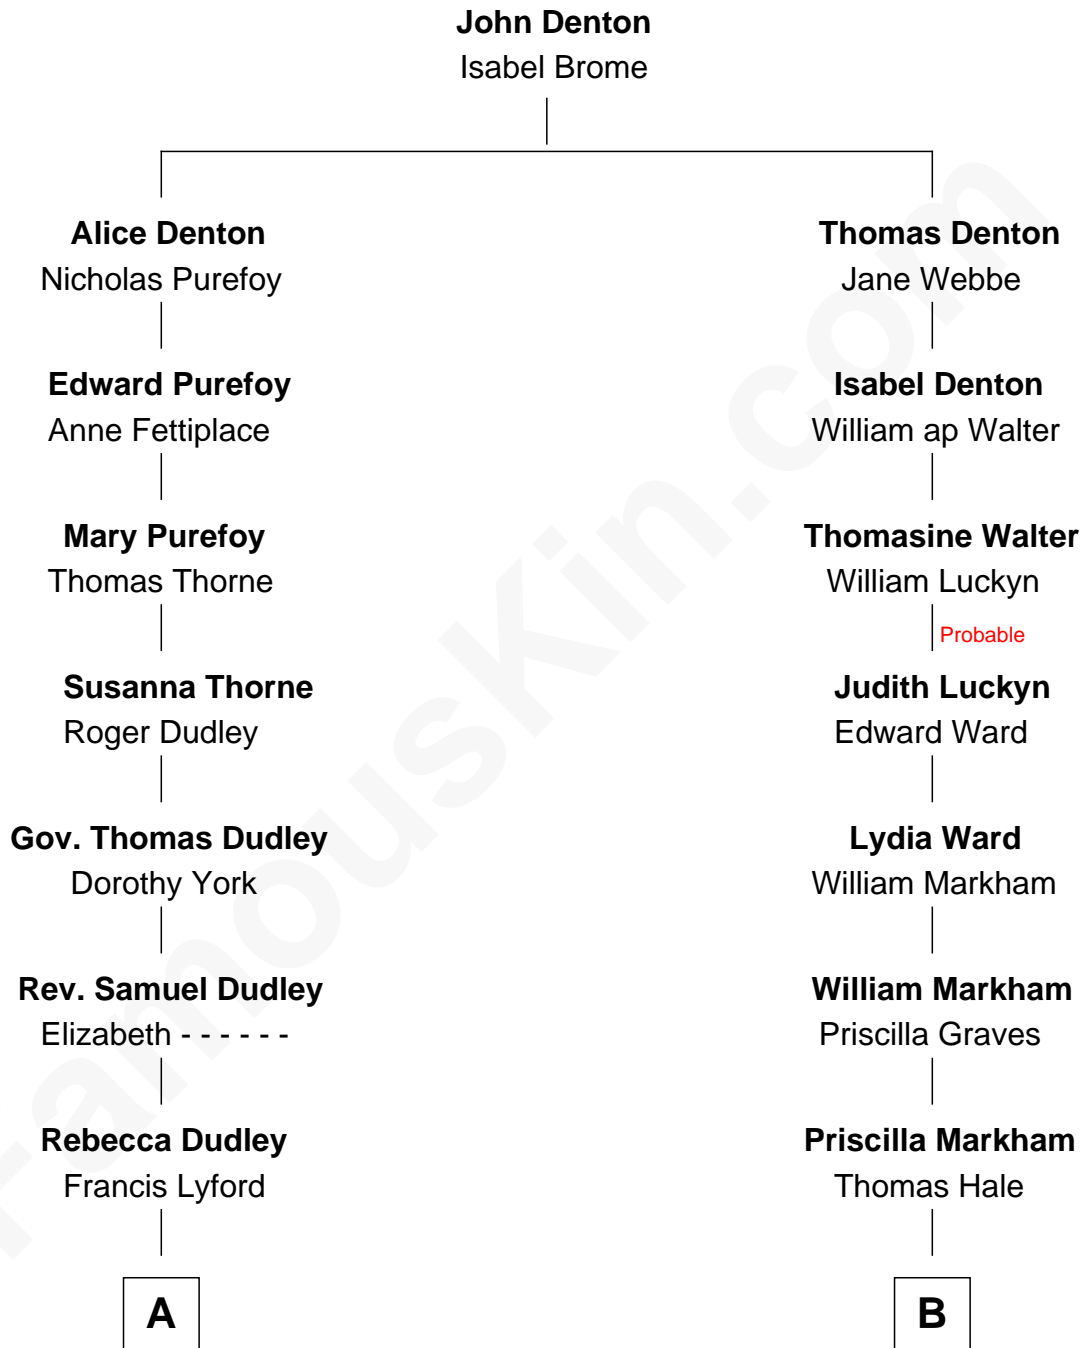 John Denton
Isabel Brome
Alice Denton
Nicholas Purefoy
Thomas Denton
Jane Webbe
Edward Purefoy
Anne Fettiplace
Isabel Denton
William ap Walter
Mary Purefoy
Thomas Thorne
Thomasine Walter
William Luckyn
Probable
Susanna Thorne
Roger Dudley
Judith Luckyn
Edward Ward
Gov. Thomas Dudley
Dorothy York
Lydia Ward
William Markham
Rev. Samuel Dudley
Elizabeth - - - - - -
William Markham
Priscilla Graves
Rebecca Dudley
Francis Lyford
Priscilla Markham
Thomas Hale
A
B
FamousKin.com